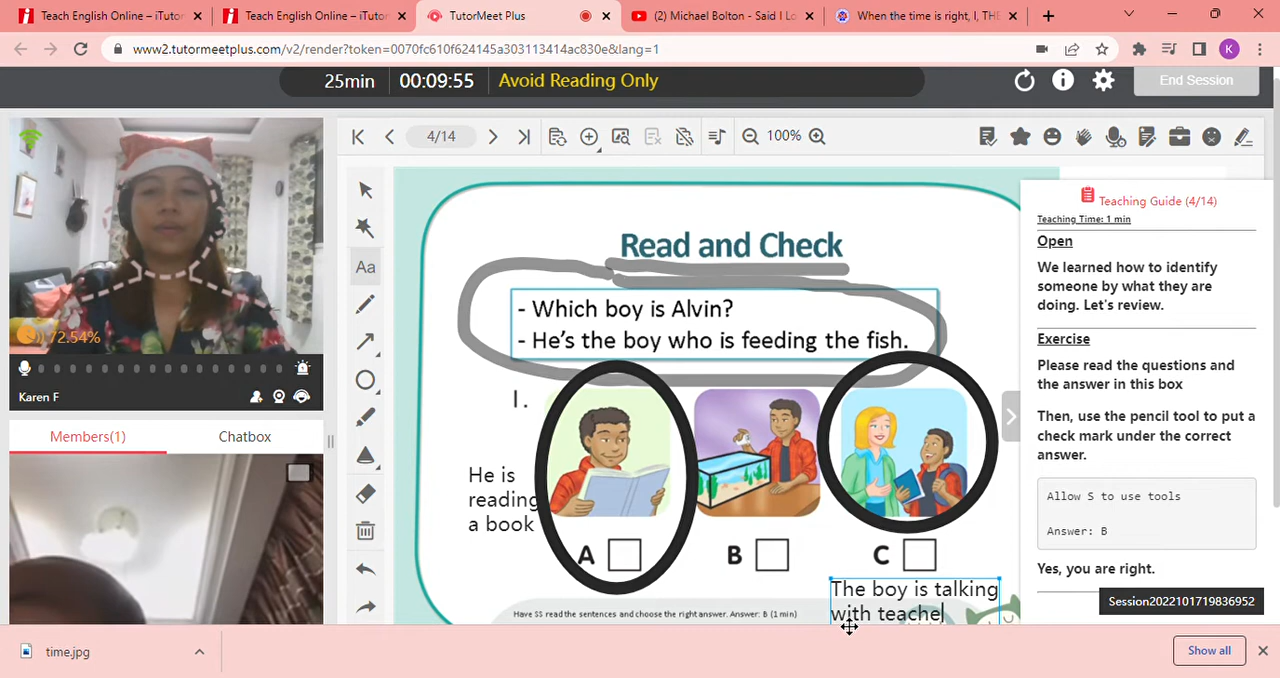 Teach English Online – iTutor
Teach English Online – iTutor
TutorMeet Plus
(2) Michael Bolton - Said I Lo
When the time is right, I, THE
www2.tutormeetplus.com/v2/render?token=0070fc610f624145a303113414ac830e&lang=1
K
25min
00:09:55
Avoid Reading Only
End Session
4/14
100%
Aa
72.54%
Karen F
Members(1)
Chatbox
Read and Check
- Which boy is Alvin?
- He's the boy who is feeding the fish.
1.
He is
reading
a book
A
B
C
The boy is talking
with teache
Have SS read the sentences and choose the right answer. Answer: B (1 min)
Teaching Guide (4/14)
Teaching Time: 1 min
Open
We learned how to identify
someone by what they are
doing. Let's review.
Exercise
Please read the questions and
the answer in this box
Then, use the pencil tool to put a
check mark under the correct
answer.
Allow S to use tools
Answer: B
Yes, you are right.
Session2022101719836952
time.jpg
Show all